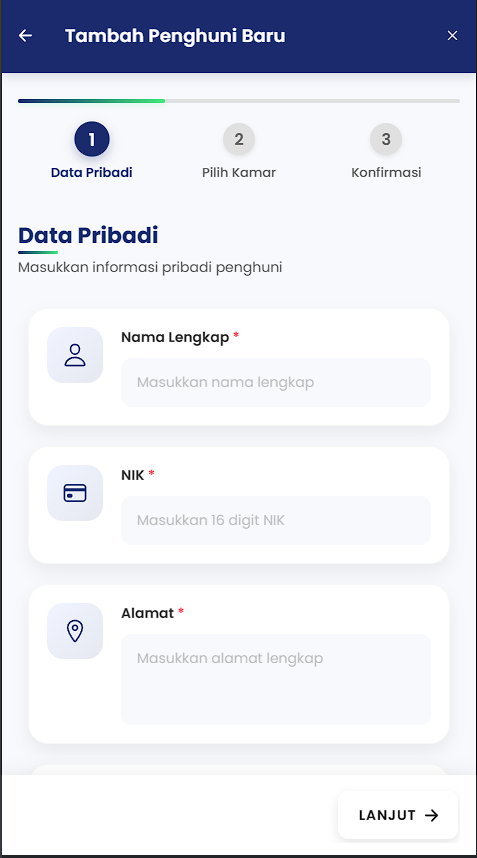 Tambah Penghuni Baru
1
2
3
Data Pribadi
Pilih Kamar
Konfirmasi
Data Pribadi
Masukkan informasi pribadi penghuni
Nama Lengkap *
Masukkan nama lengkap
NIK *
Masukkan 16 digit NIK
Alamat *
Masukkan alamat lengkap
LANJUT